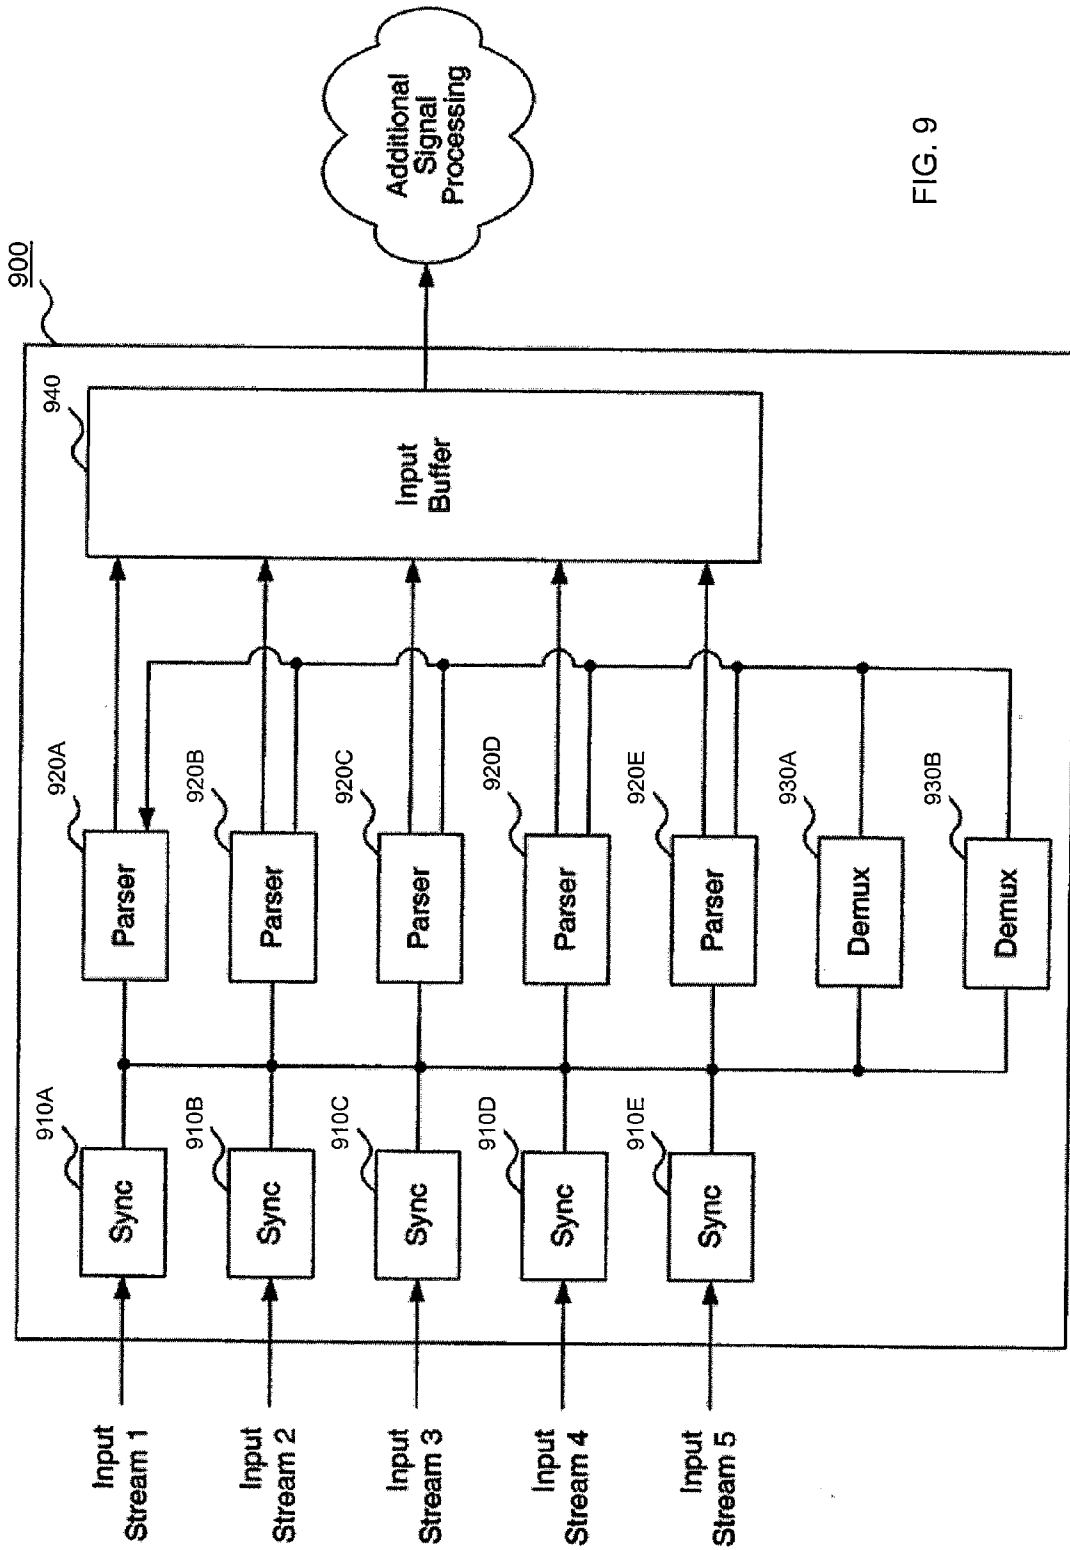 900
910A
920A
940
Input
Stream 1
Sync
Parser
910B
920B
Input
Stream 2
Sync
Parser
910C
920C
Input
Stream 3
Sync
Parser
Input
Buffer
Additional
Signal
Processing
910D
920D
Input
Stream 4
Sync
Parser
910E
920E
Input
Stream 5
Sync
Parser
930A
Demux
930B
Demux
FIG. 9